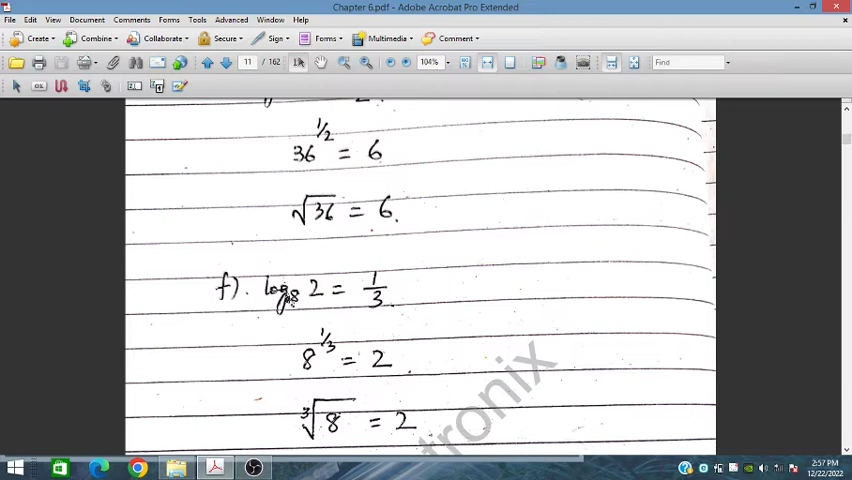 Chapter 6.pdf - Adobe Acrobat Pro Extended
File Edit View Document Comments Forms Tools Advanced Window Help
Create Combine Collaborate Secure Sign Forms Multimedia Comment
11 / 162 104% Find
36^{1/2} = 6
√36 = 6.
f). log₈ 2 = 1/3.
8^{1/3} = 2.
∛8 = 2
tronix
2:57 PM
12/22/2022